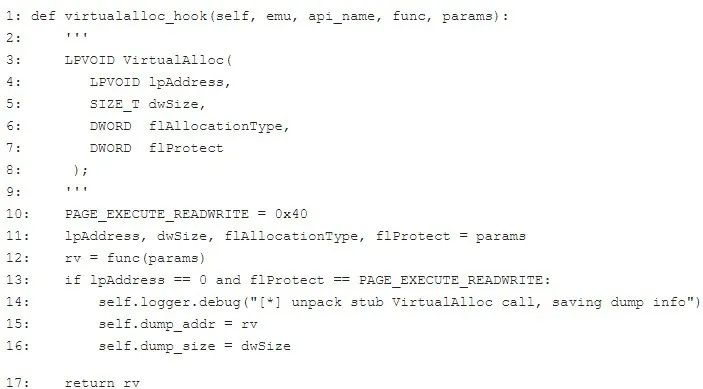 1: def virtualalloc_hook(self, emu, api_name, func, params):
2:     '''
3:     LPVOID VirtualAlloc(
4:        LPVOID lpAddress,
5:        SIZE_T dwSize,
6:        DWORD  flAllocationType,
7:        DWORD  flProtect
8:      );
9:     '''
10:    PAGE_EXECUTE_READWRITE = 0x40
11:    lpAddress, dwSize, flAllocationType, flProtect = params
12:    rv = func(params)
13:    if lpAddress == 0 and flProtect == PAGE_EXECUTE_READWRITE:
14:        self.logger.debug("[*] unpack stub VirtualAlloc call, saving dump info")
15:        self.dump_addr = rv
16:        self.dump_size = dwSize
17:    return rv